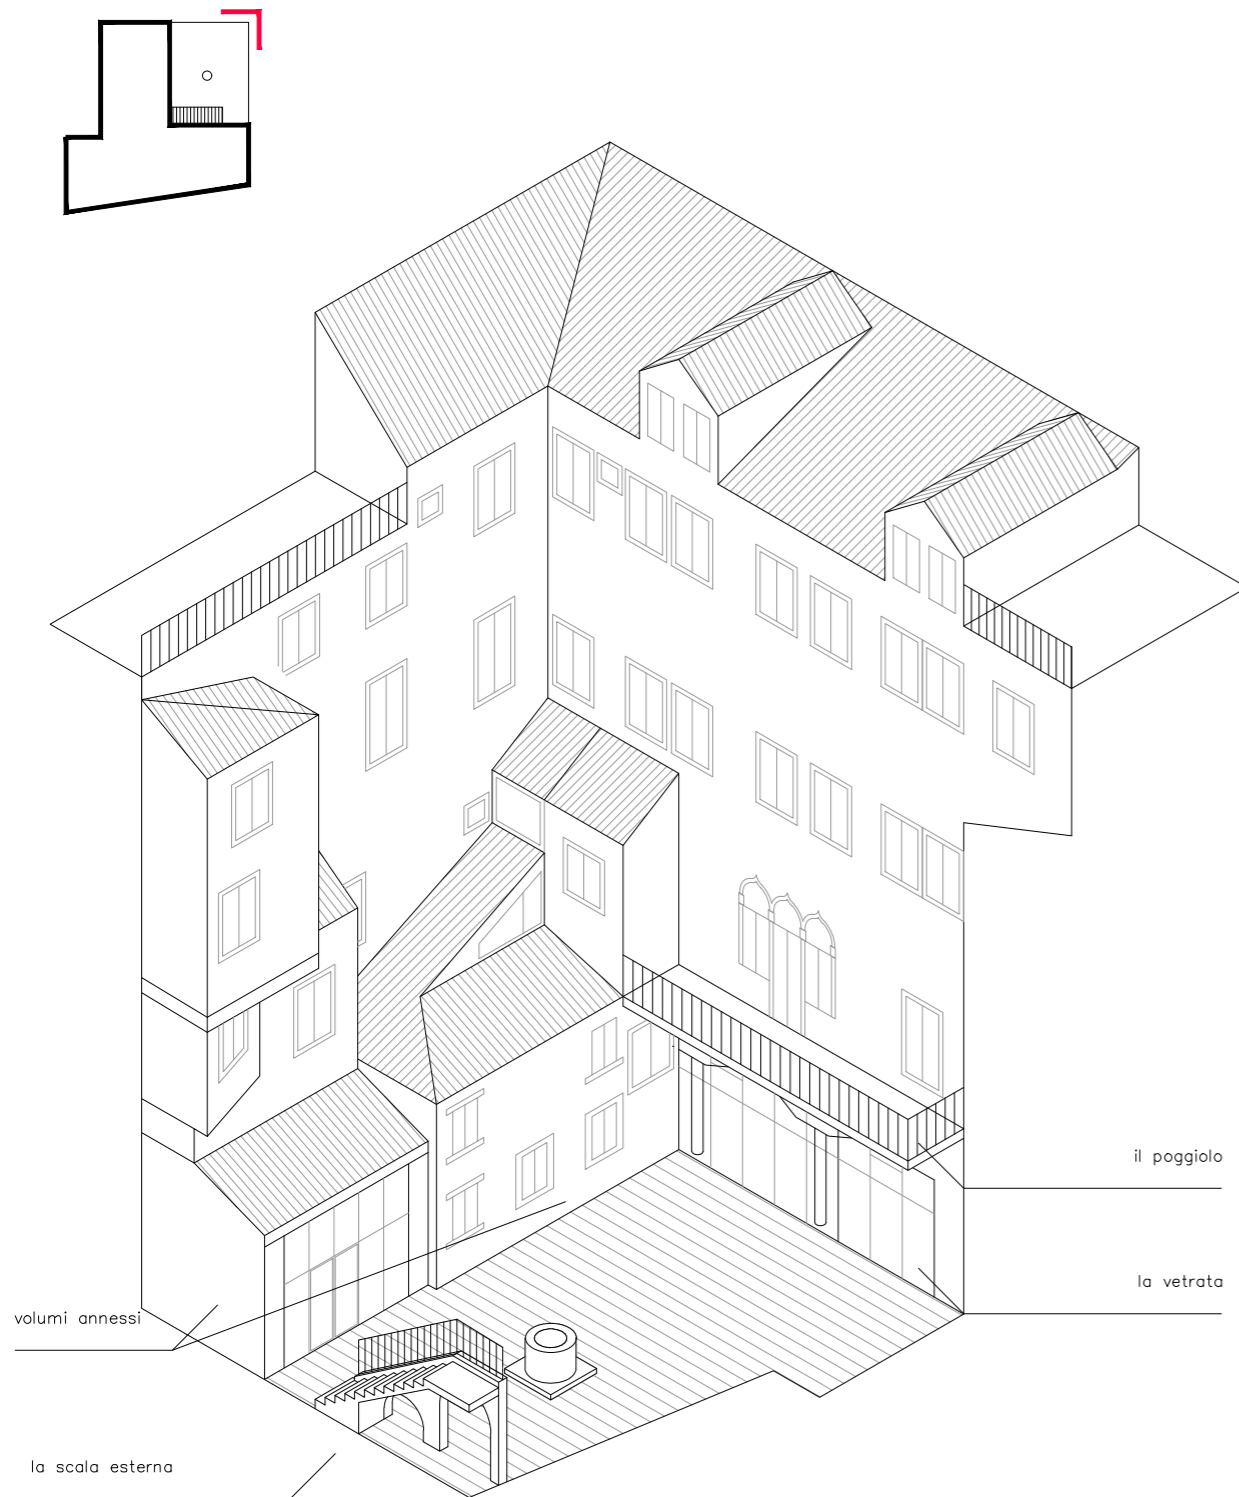 il poggiolo
la vetrata
volumi annessi
la scala esterna